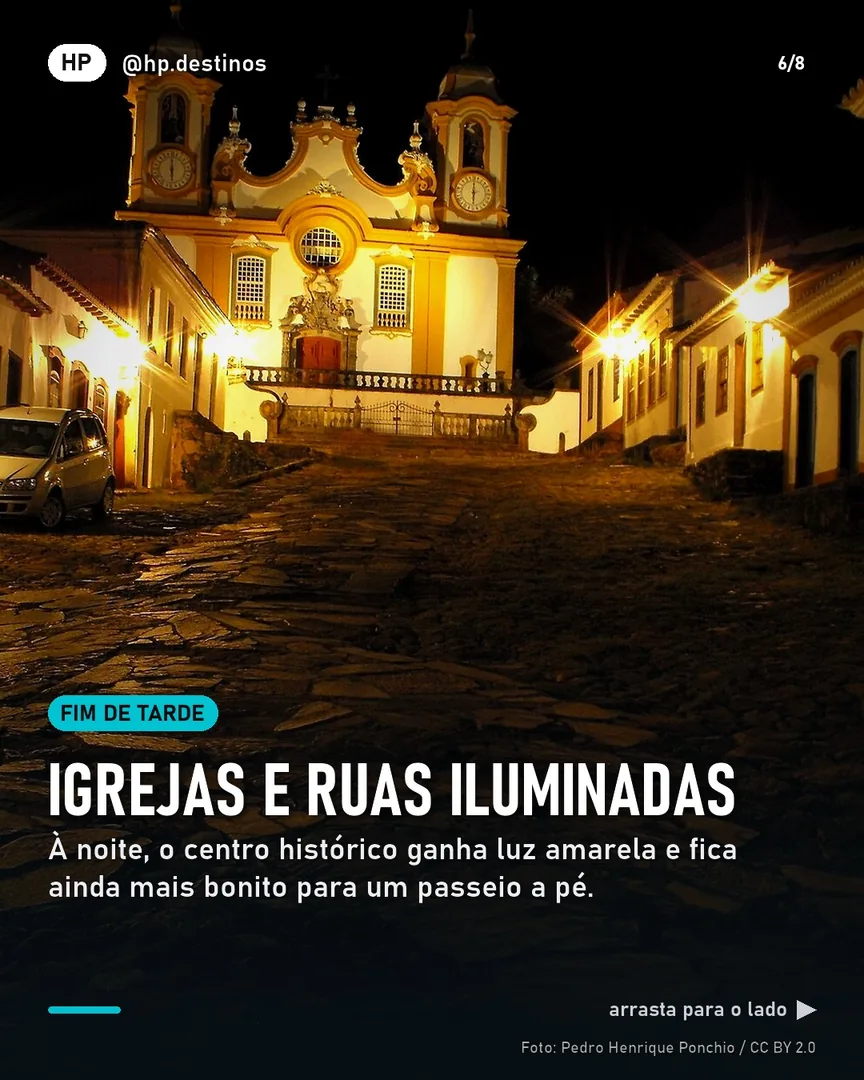 HP @hp.destinos 6/8
FIM DE TARDE
IGREJAS E RUAS ILUMINADAS
À noite, o centro histórico ganha luz amarela e fica
ainda mais bonito para um passeio a pé.
arrasta para o lado ▶
Foto: Pedro Henrique Ponchio / CC BY 2.0